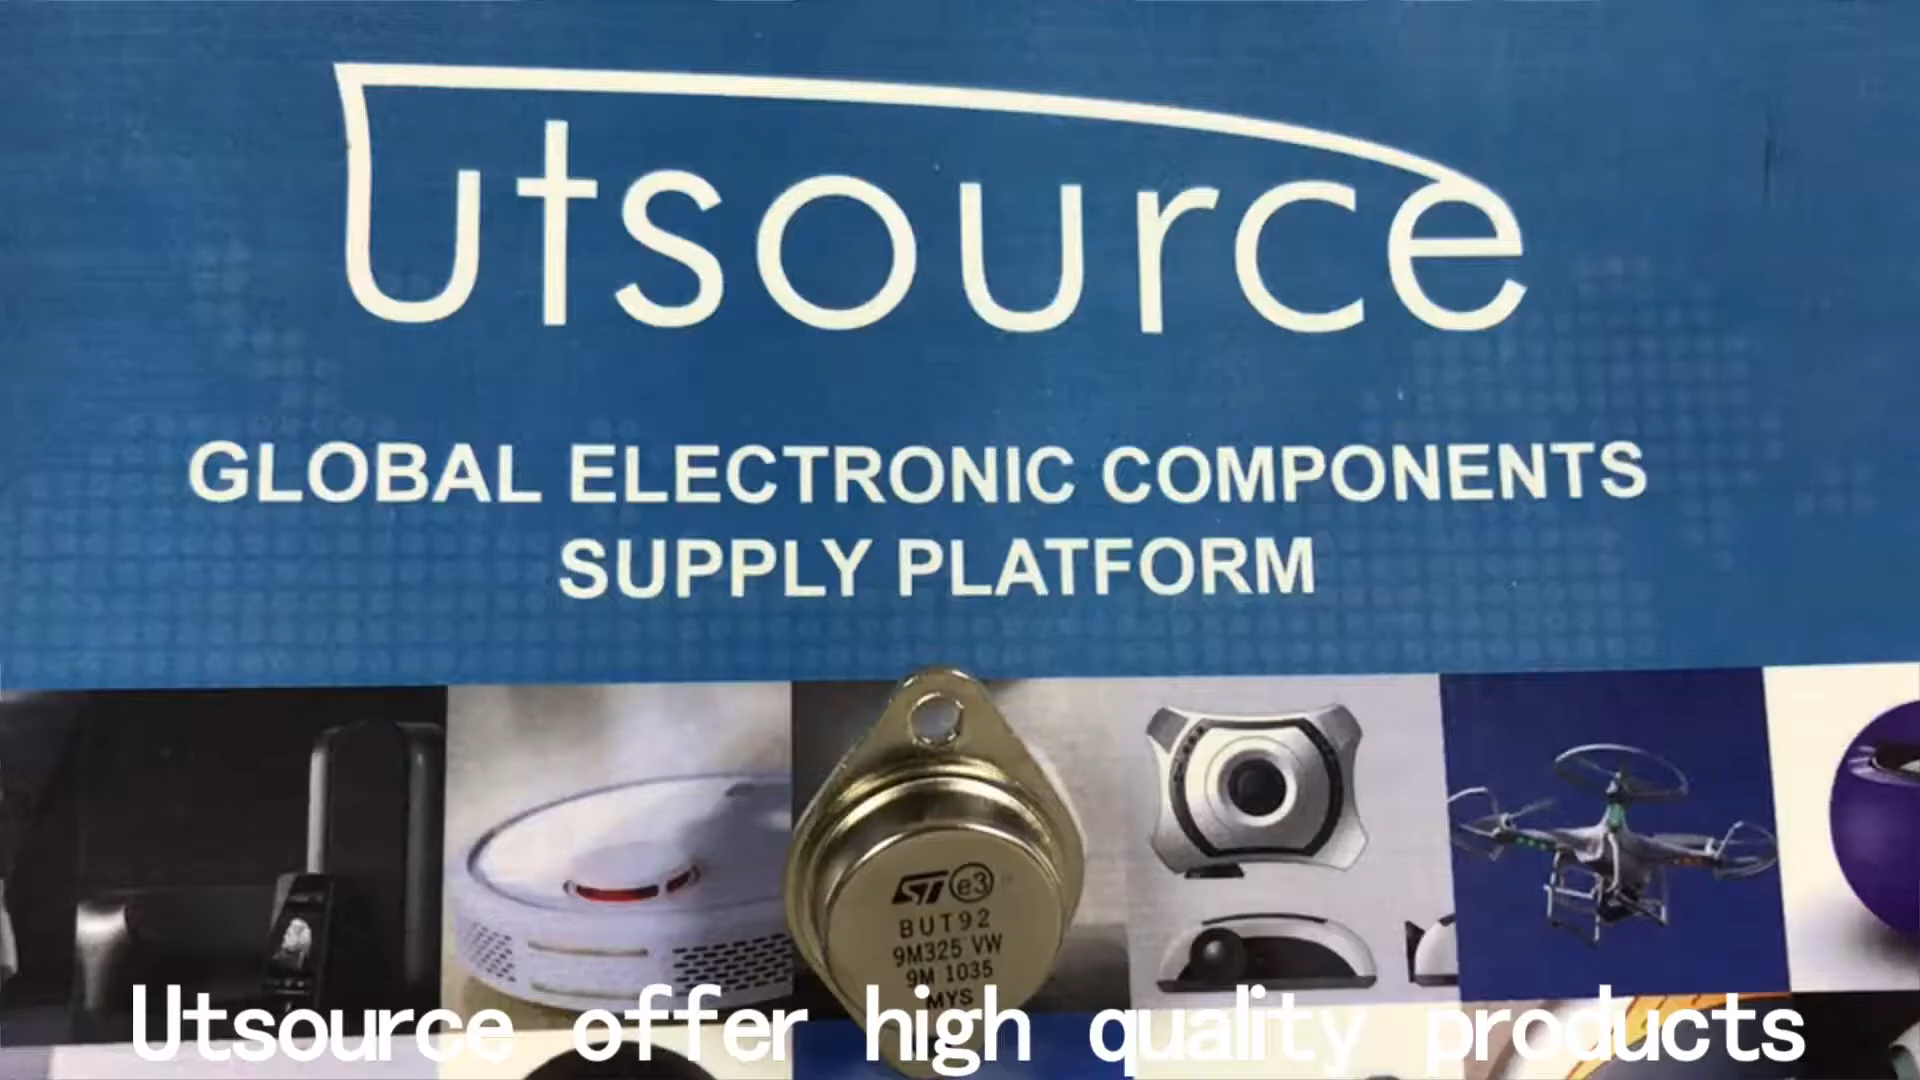 Utsource
GLOBAL ELECTRONIC COMPONENTS
SUPPLY PLATFORM
ST e3
BUT92
9M325 VW
9M 1035
MYS
Utsource offer high quality products